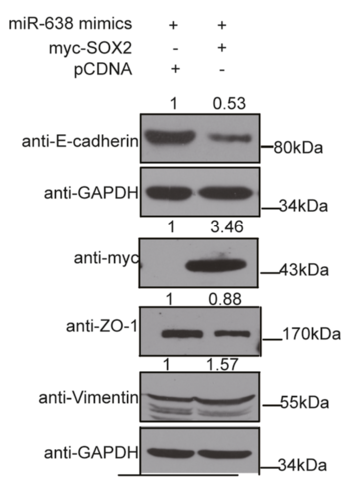 miR-638 mimics + +
myc-SOX2 - +
pCDNA + -
1 0.53
anti-E-cadherin 80kDa
anti-GAPDH 34kDa
1 3.46
anti-myc 43kDa
1 0.88
anti-ZO-1 170kDa
1 1.57
anti-Vimentin 55kDa
anti-GAPDH 34kDa